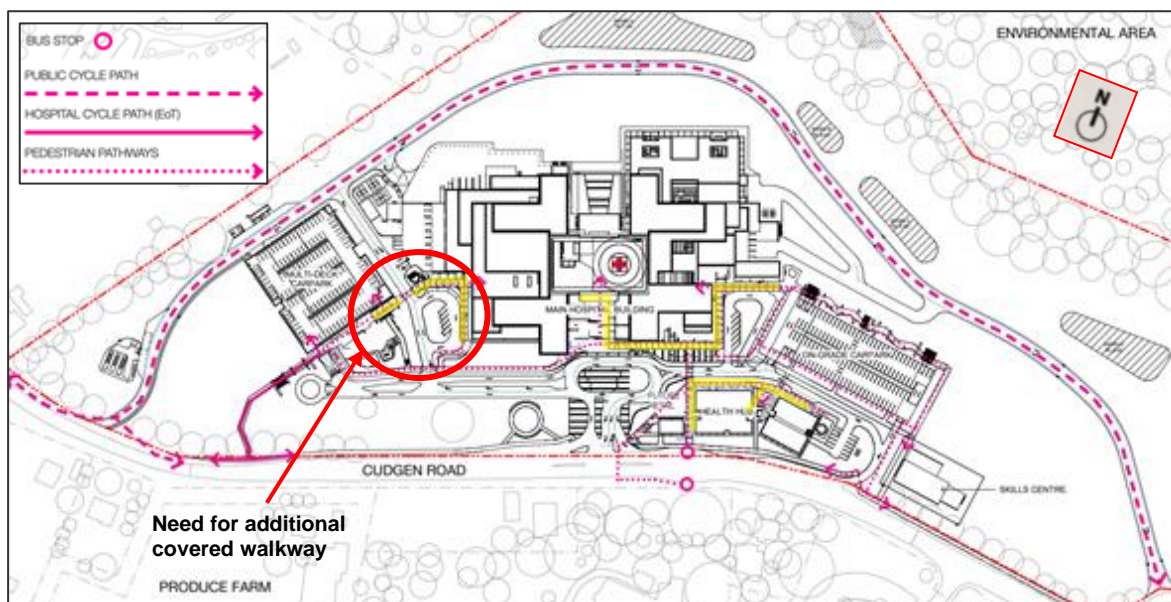 BUS STOP
PUBLIC CYCLE PATH
HOSPITAL CYCLE PATH (EoT)
PEDESTRIAN PATHWAYS
ENVIRONMENTAL AREA
N
MULTI-DECK
CARPARK
MAIN HOSPITAL BUILDING
ON-GRADE CARPARK
HEALTH HUB
CUDGEN ROAD
SKILLS CENTRE
Need for additional
covered walkway
PRODUCE FARM